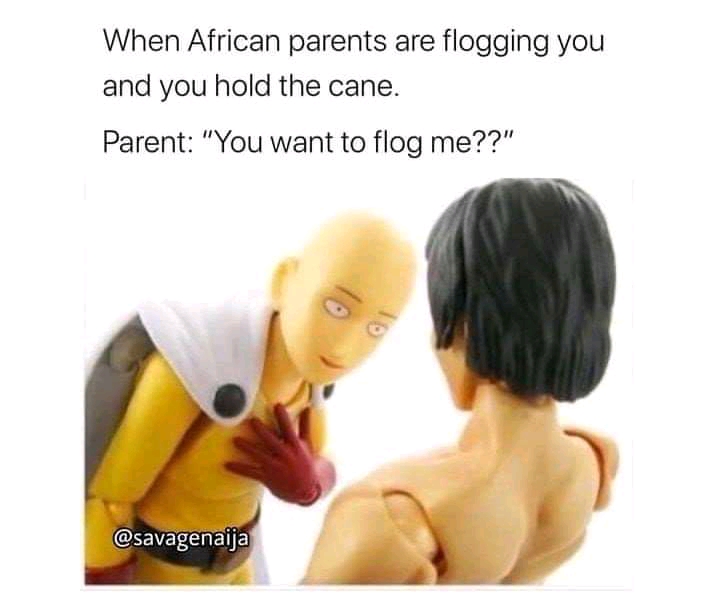 When African parents are flogging you
and you hold the cane.
Parent: "You want to flog me??"
@savagenaija